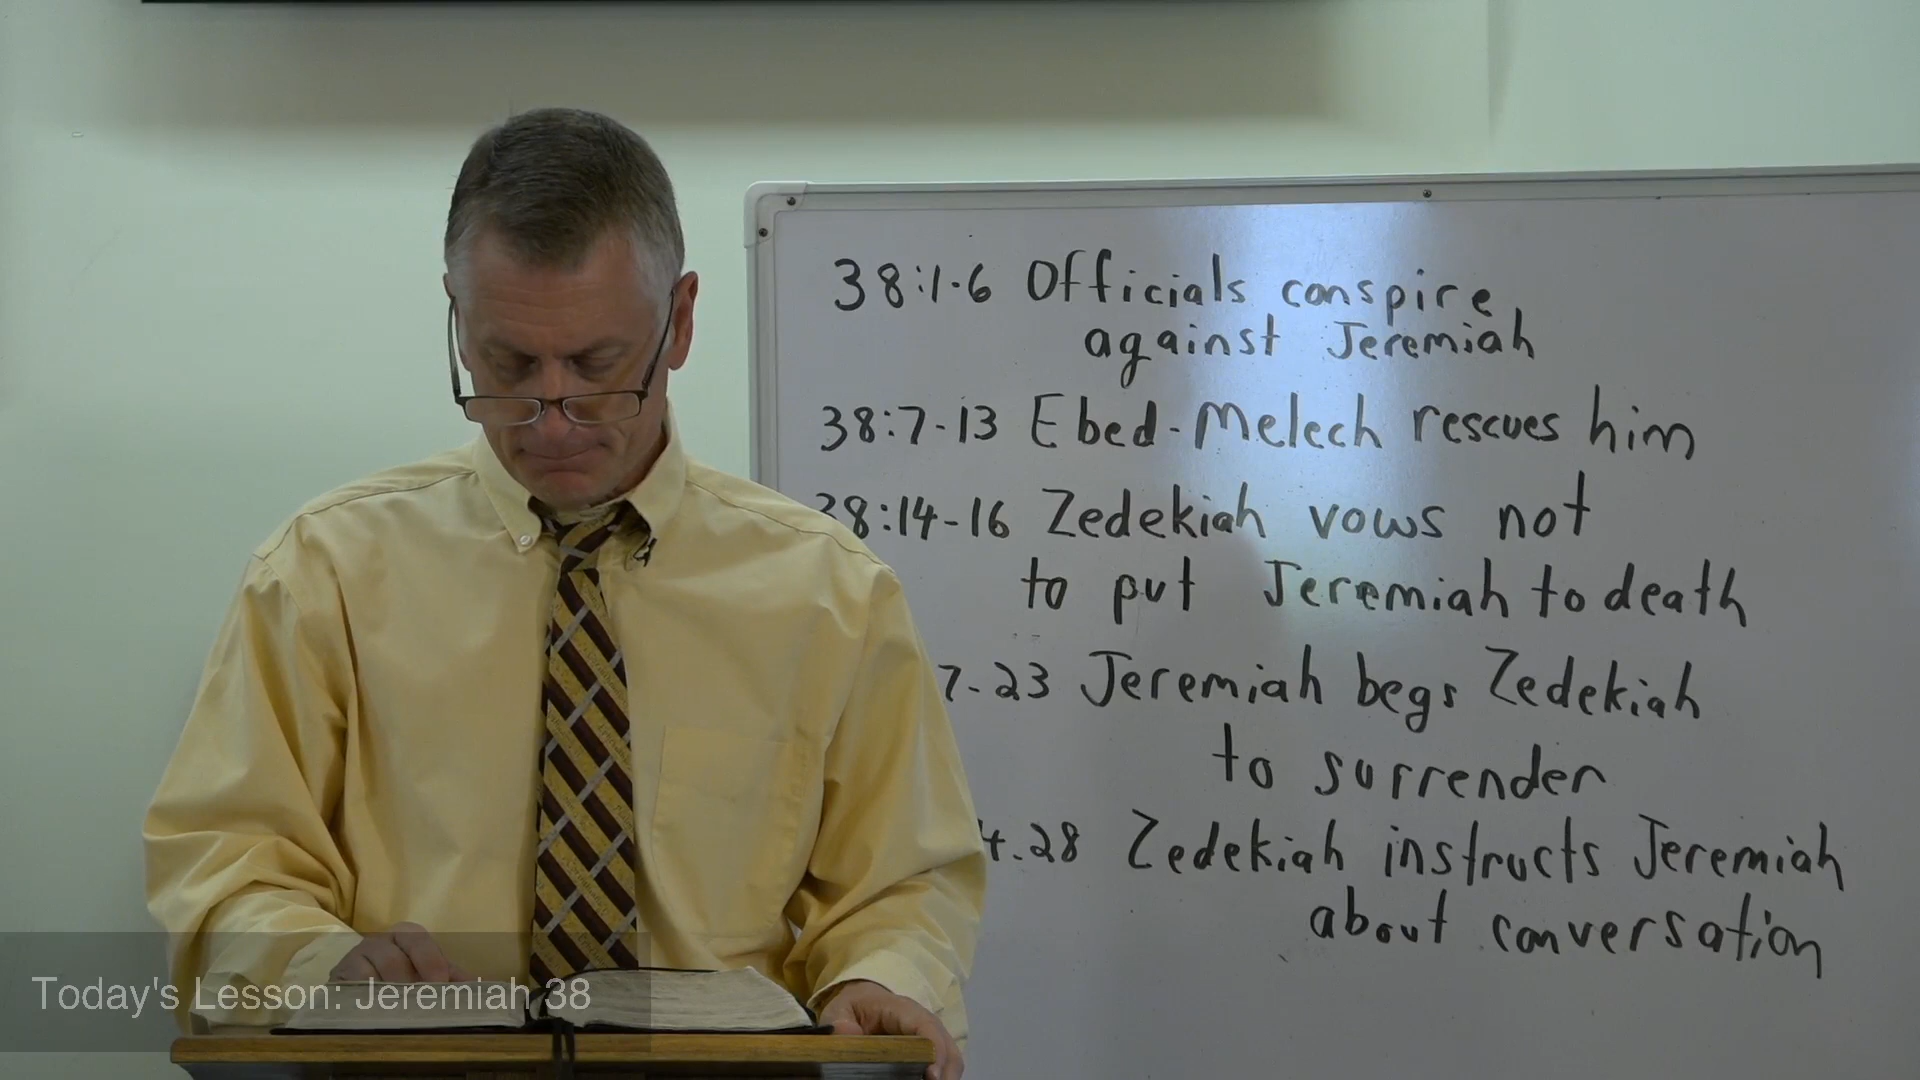 38:1-6 Officials conspire
against Jeremiah
38:7-13 Ebed-Melech rescues him
38:14-16 Zedekiah vows not
to put Jeremiah to death
7-23 Jeremiah begs Zedekiah
to surrender
4-28 Zedekiah instructs Jeremiah
about conversation
Today's Lesson: Jeremiah 38